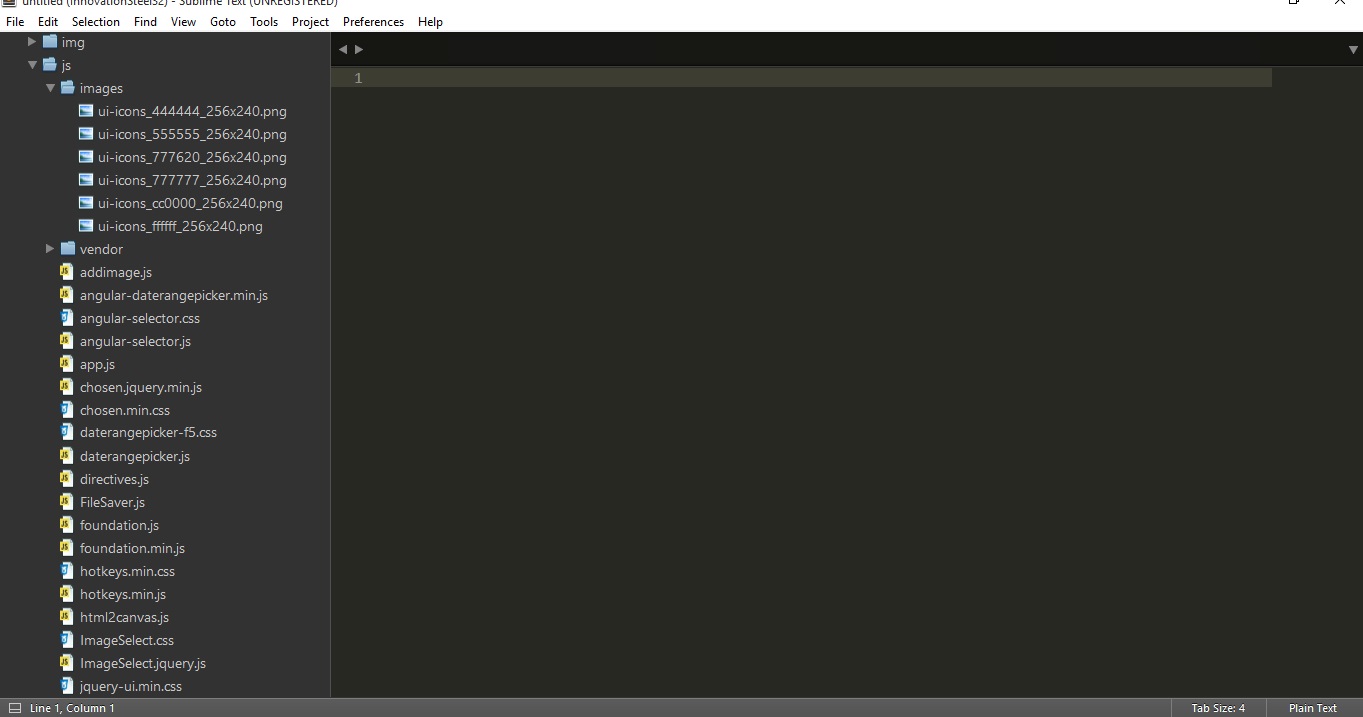 untitled (InnovationSteel32) - Sublime Text (UNREGISTERED)
File Edit Selection Find View Goto Tools Project Preferences Help
img
js
images
ui-icons_444444_256x240.png
ui-icons_555555_256x240.png
ui-icons_777620_256x240.png
ui-icons_777777_256x240.png
ui-icons_cc0000_256x240.png
ui-icons_ffffff_256x240.png
vendor
addimage.js
angular-daterangepicker.min.js
angular-selector.css
angular-selector.js
app.js
chosen.jquery.min.js
chosen.min.css
daterangepicker-f5.css
daterangepicker.js
directives.js
FileSaver.js
foundation.js
foundation.min.js
hotkeys.min.css
hotkeys.min.js
html2canvas.js
ImageSelect.css
ImageSelect.jquery.js
jquery-ui.min.css
1
Line 1, Column 1
Tab Size: 4
Plain Text